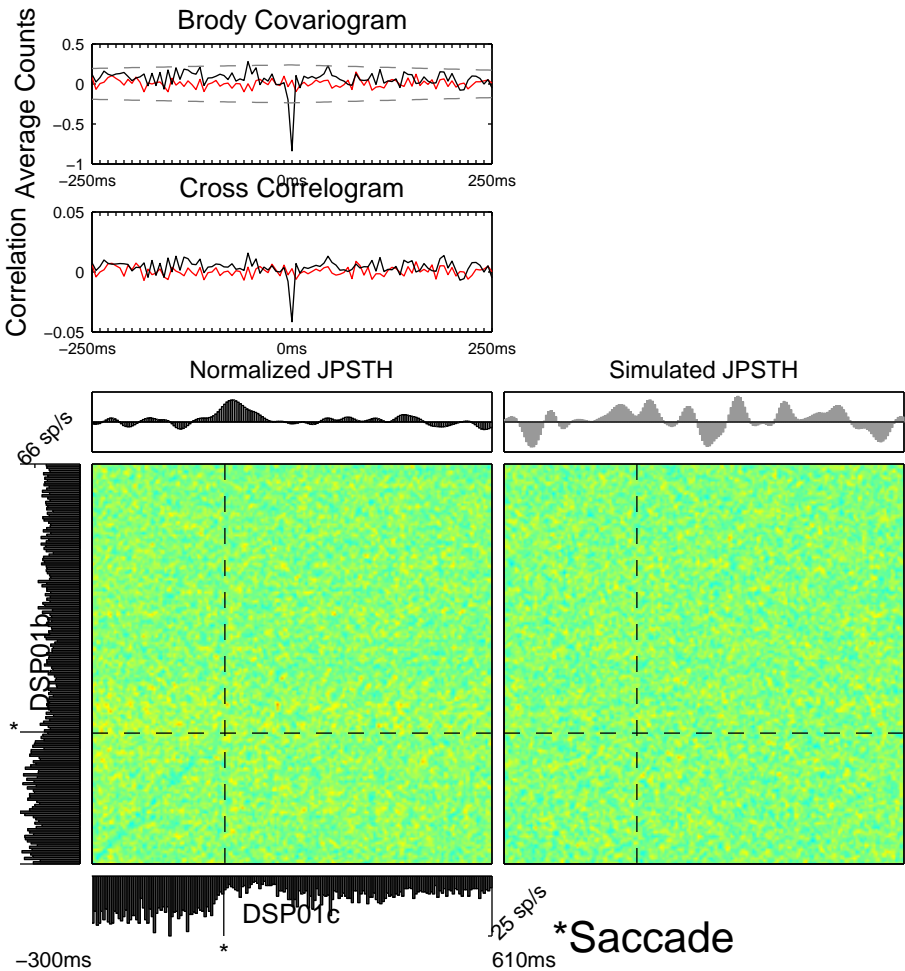 Brody Covariogram
Average Counts
0.5
0
−0.5
−1
−250ms
0ms
250ms
Cross Correlogram
Correlation
0.05
0
−0.05
−250ms
0ms
250ms
Normalized JPSTH
Simulated JPSTH
66 sp/s
DSP01b
*
DSP01c
*
25 sp/s
*Saccade
−300ms
610ms